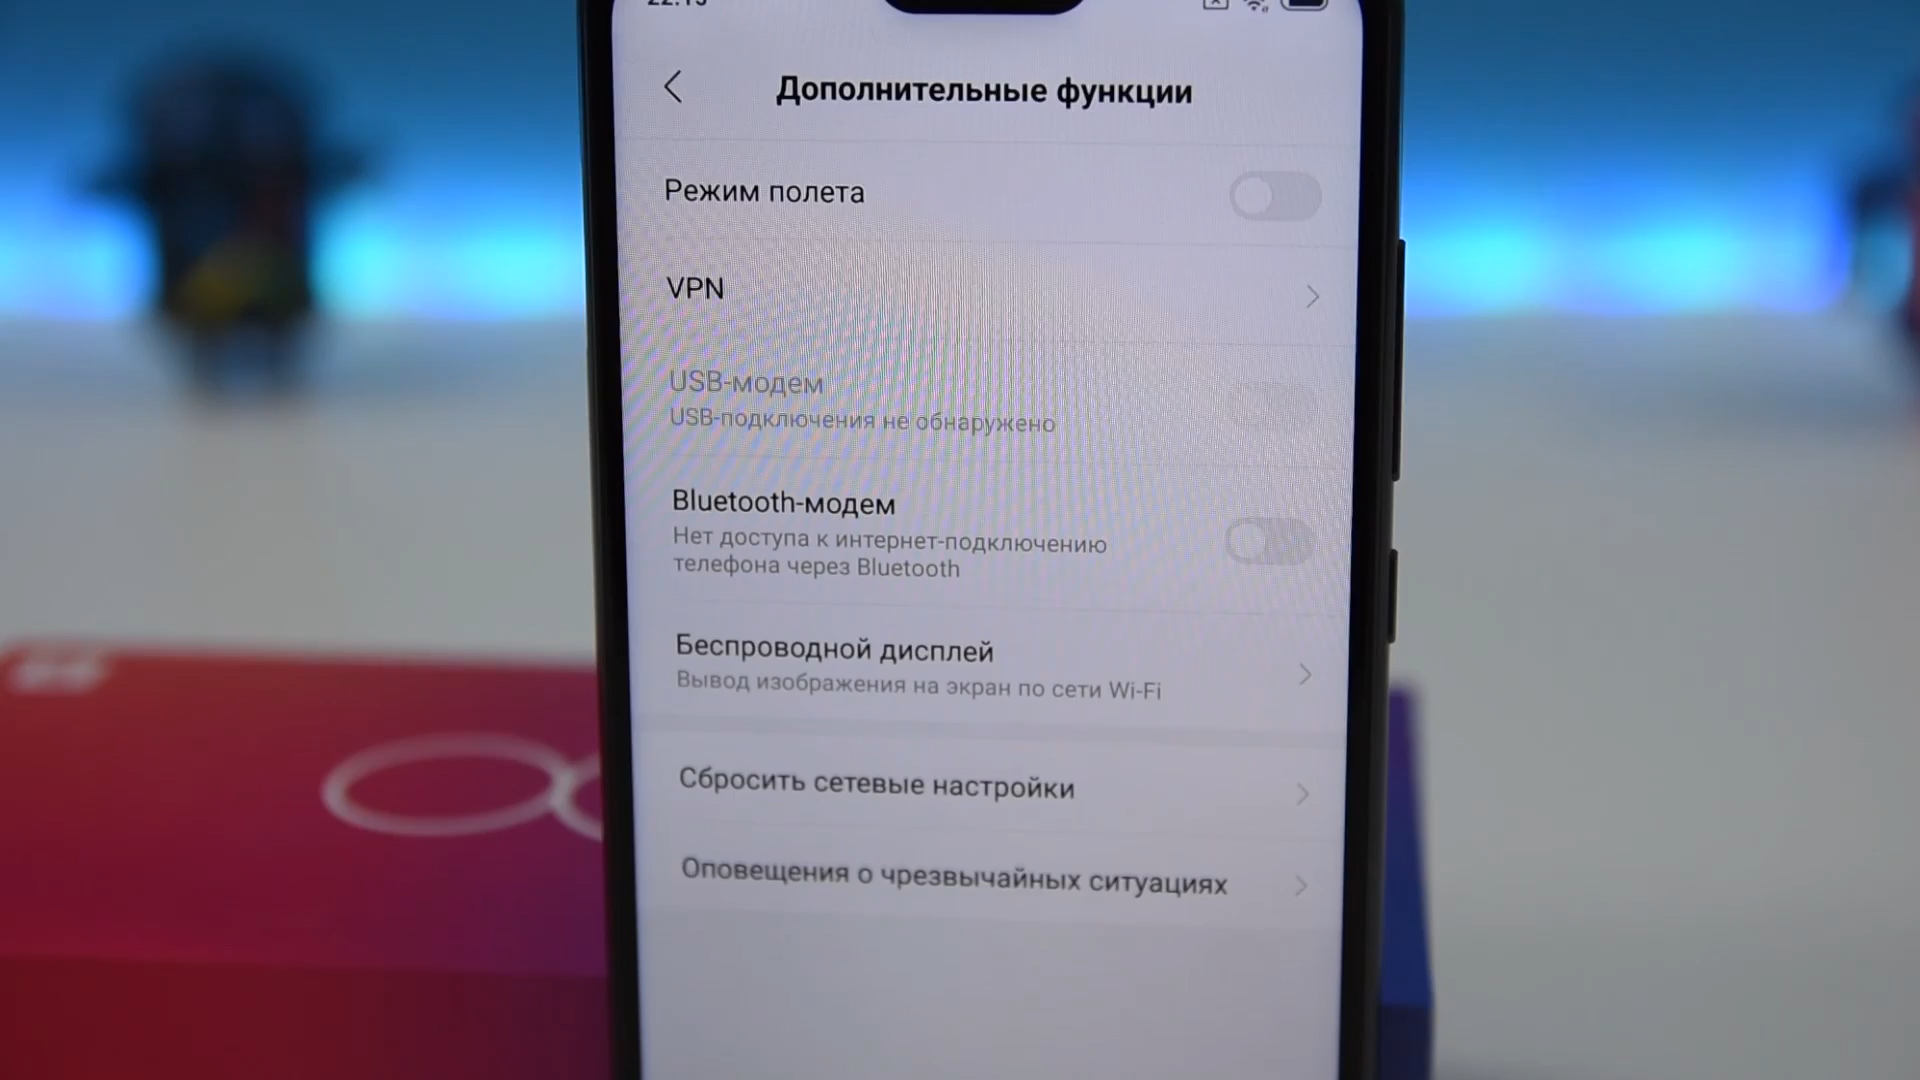 Дополнительные функции
Режим полета
VPN
USB-модем
USB-подключения не обнаружено
Bluetooth-модем
Нет доступа к интернет-подключению
телефона через Bluetooth
Беспроводной дисплей
Вывод изображения на экран по сети Wi-Fi
Сбросить сетевые настройки
Оповещения о чрезвычайных ситуациях